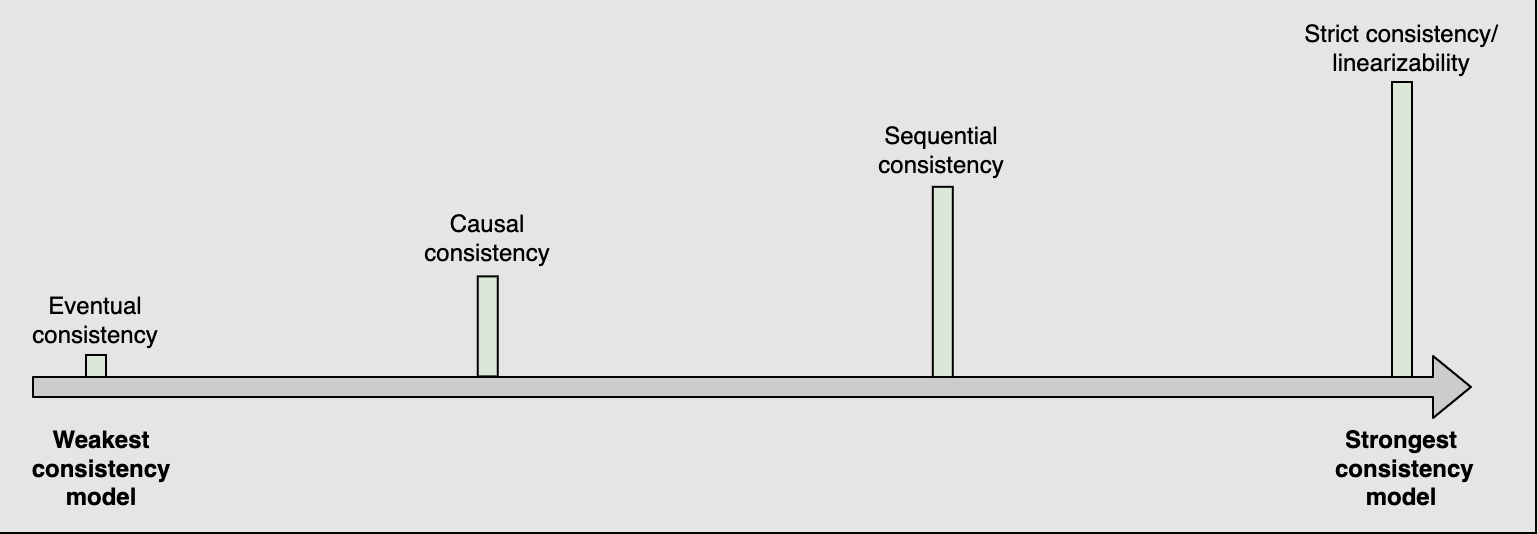 Strict consistency/
linearizability
Sequential
consistency
Causal
consistency
Eventual
consistency
Weakest
consistency
model
Strongest
consistency
model